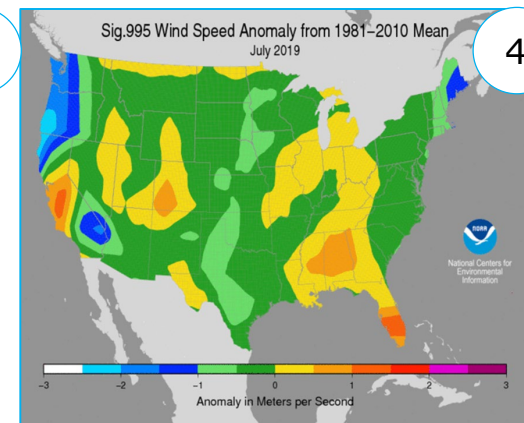 Sig.995 Wind Speed Anomaly from 1981–2010 Mean
July 2019
4
NOAA
National Centers for
Environmental
Information
−3 −2 −1 0 1 2 3
Anomaly in Meters per Second